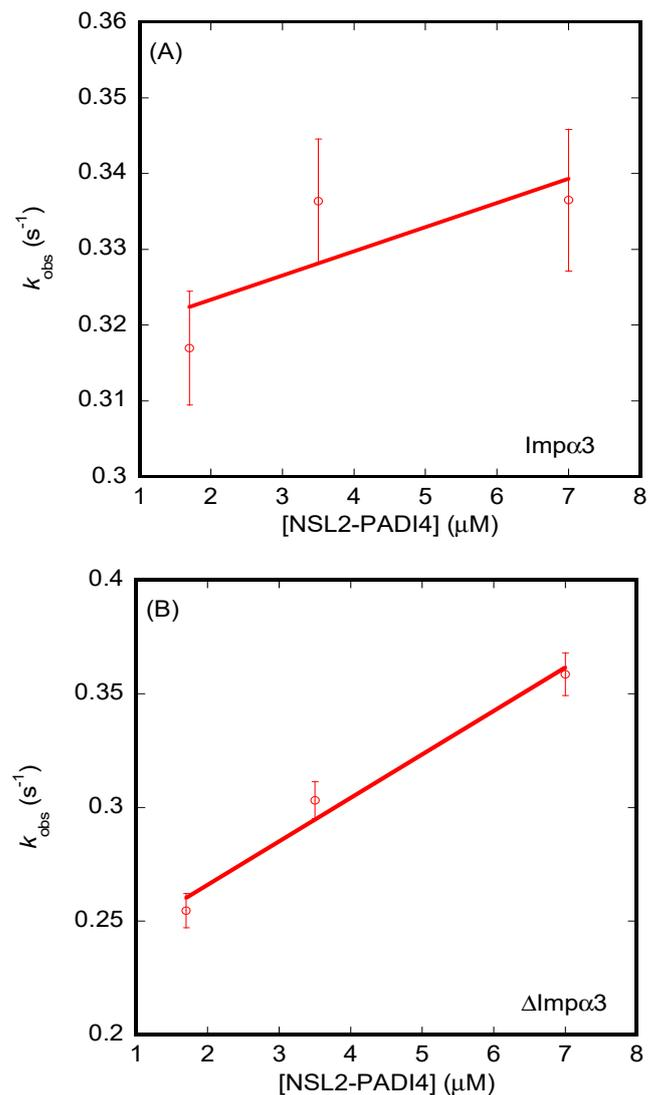 (A)
0.36
0.35
0.34
0.33
0.32
0.31
0.3
k obs (s-1)
Impα3
1 2 3 4 5 6 7 8
[NSL2-PADI4] (μM)
(B)
0.4
0.35
0.3
0.25
0.2
k obs (s-1)
ΔImpα3
1 2 3 4 5 6 7 8
[NSL2-PADI4] (μM)